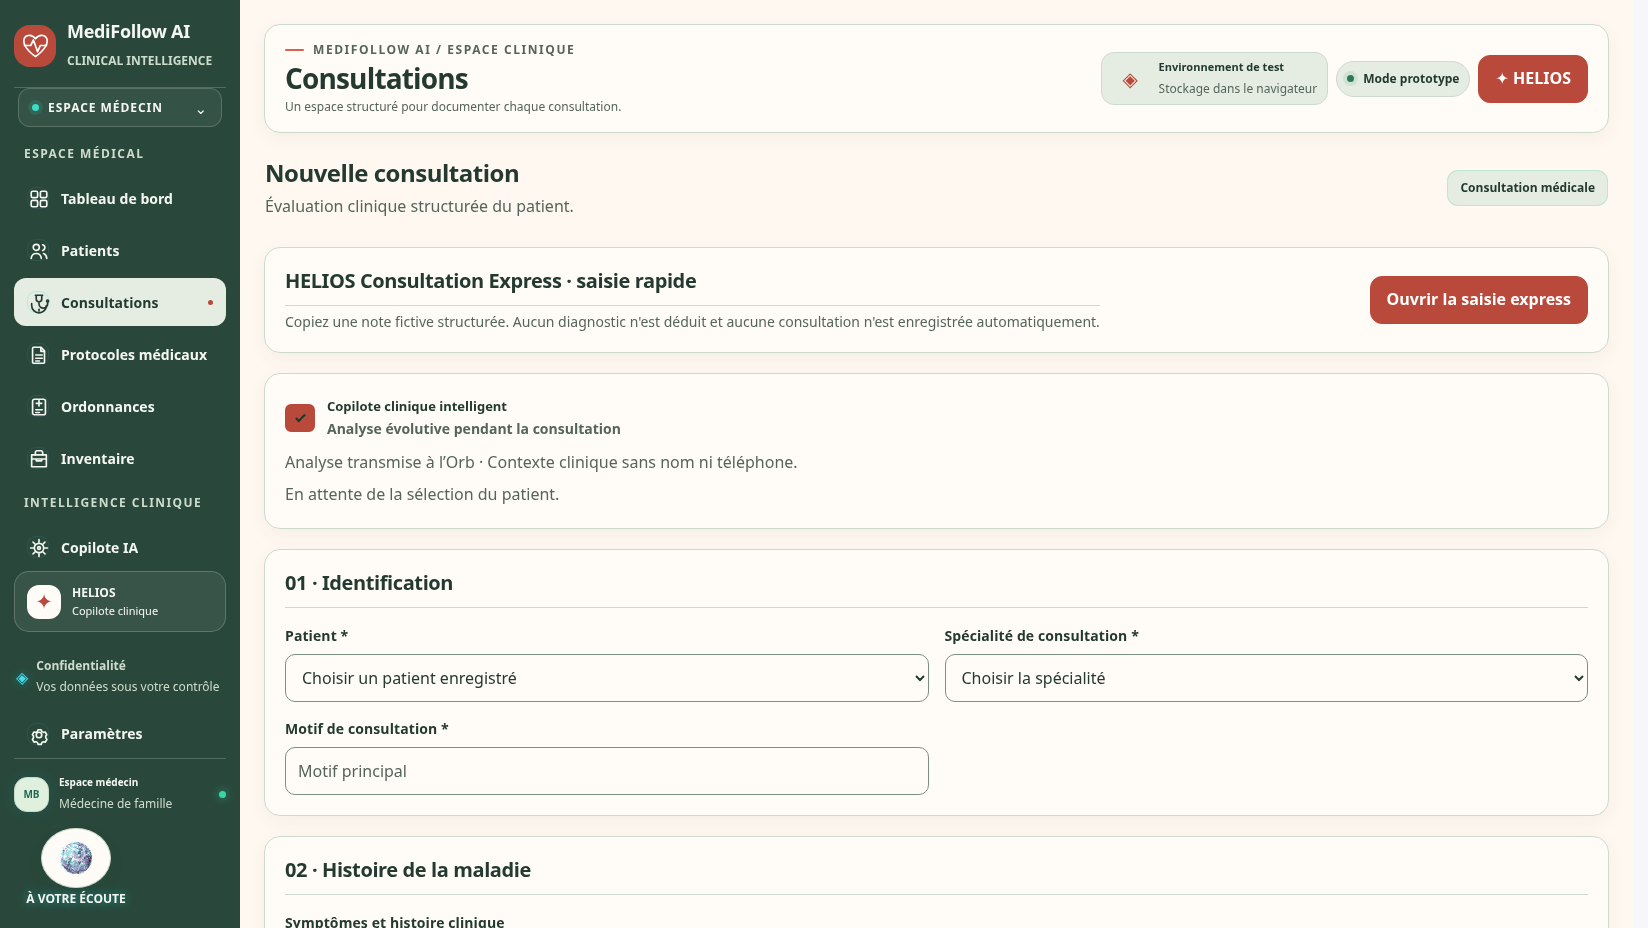 MediFollow AI
CLINICAL INTELLIGENCE
ESPACE MÉDECIN
ESPACE MÉDICAL
Tableau de bord
Patients
Consultations
Protocoles médicaux
Ordonnances
Inventaire
INTELLIGENCE CLINIQUE
Copilote IA
HELIOS
Copilote clinique
Confidentialité
Vos données sous votre contrôle
Paramètres
MB
Espace médecin
Médecine de famille
À VOTRE ÉCOUTE
MEDIFOLLOW AI / ESPACE CLINIQUE
Consultations
Un espace structuré pour documenter chaque consultation.
Environnement de test
Stockage dans le navigateur
Mode prototype
✦ HELIOS
Nouvelle consultation
Évaluation clinique structurée du patient.
Consultation médicale
HELIOS Consultation Express · saisie rapide
Copiez une note fictive structurée. Aucun diagnostic n'est déduit et aucune consultation n'est enregistrée automatiquement.
Ouvrir la saisie express
Copilote clinique intelligent
Analyse évolutive pendant la consultation
Analyse transmise à l’Orb · Contexte clinique sans nom ni téléphone.
En attente de la sélection du patient.
01 · Identification
Patient *
Spécialité de consultation *
Choisir un patient enregistré
Choisir la spécialité
Motif de consultation *
Motif principal
02 · Histoire de la maladie
Symptômes et histoire clinique